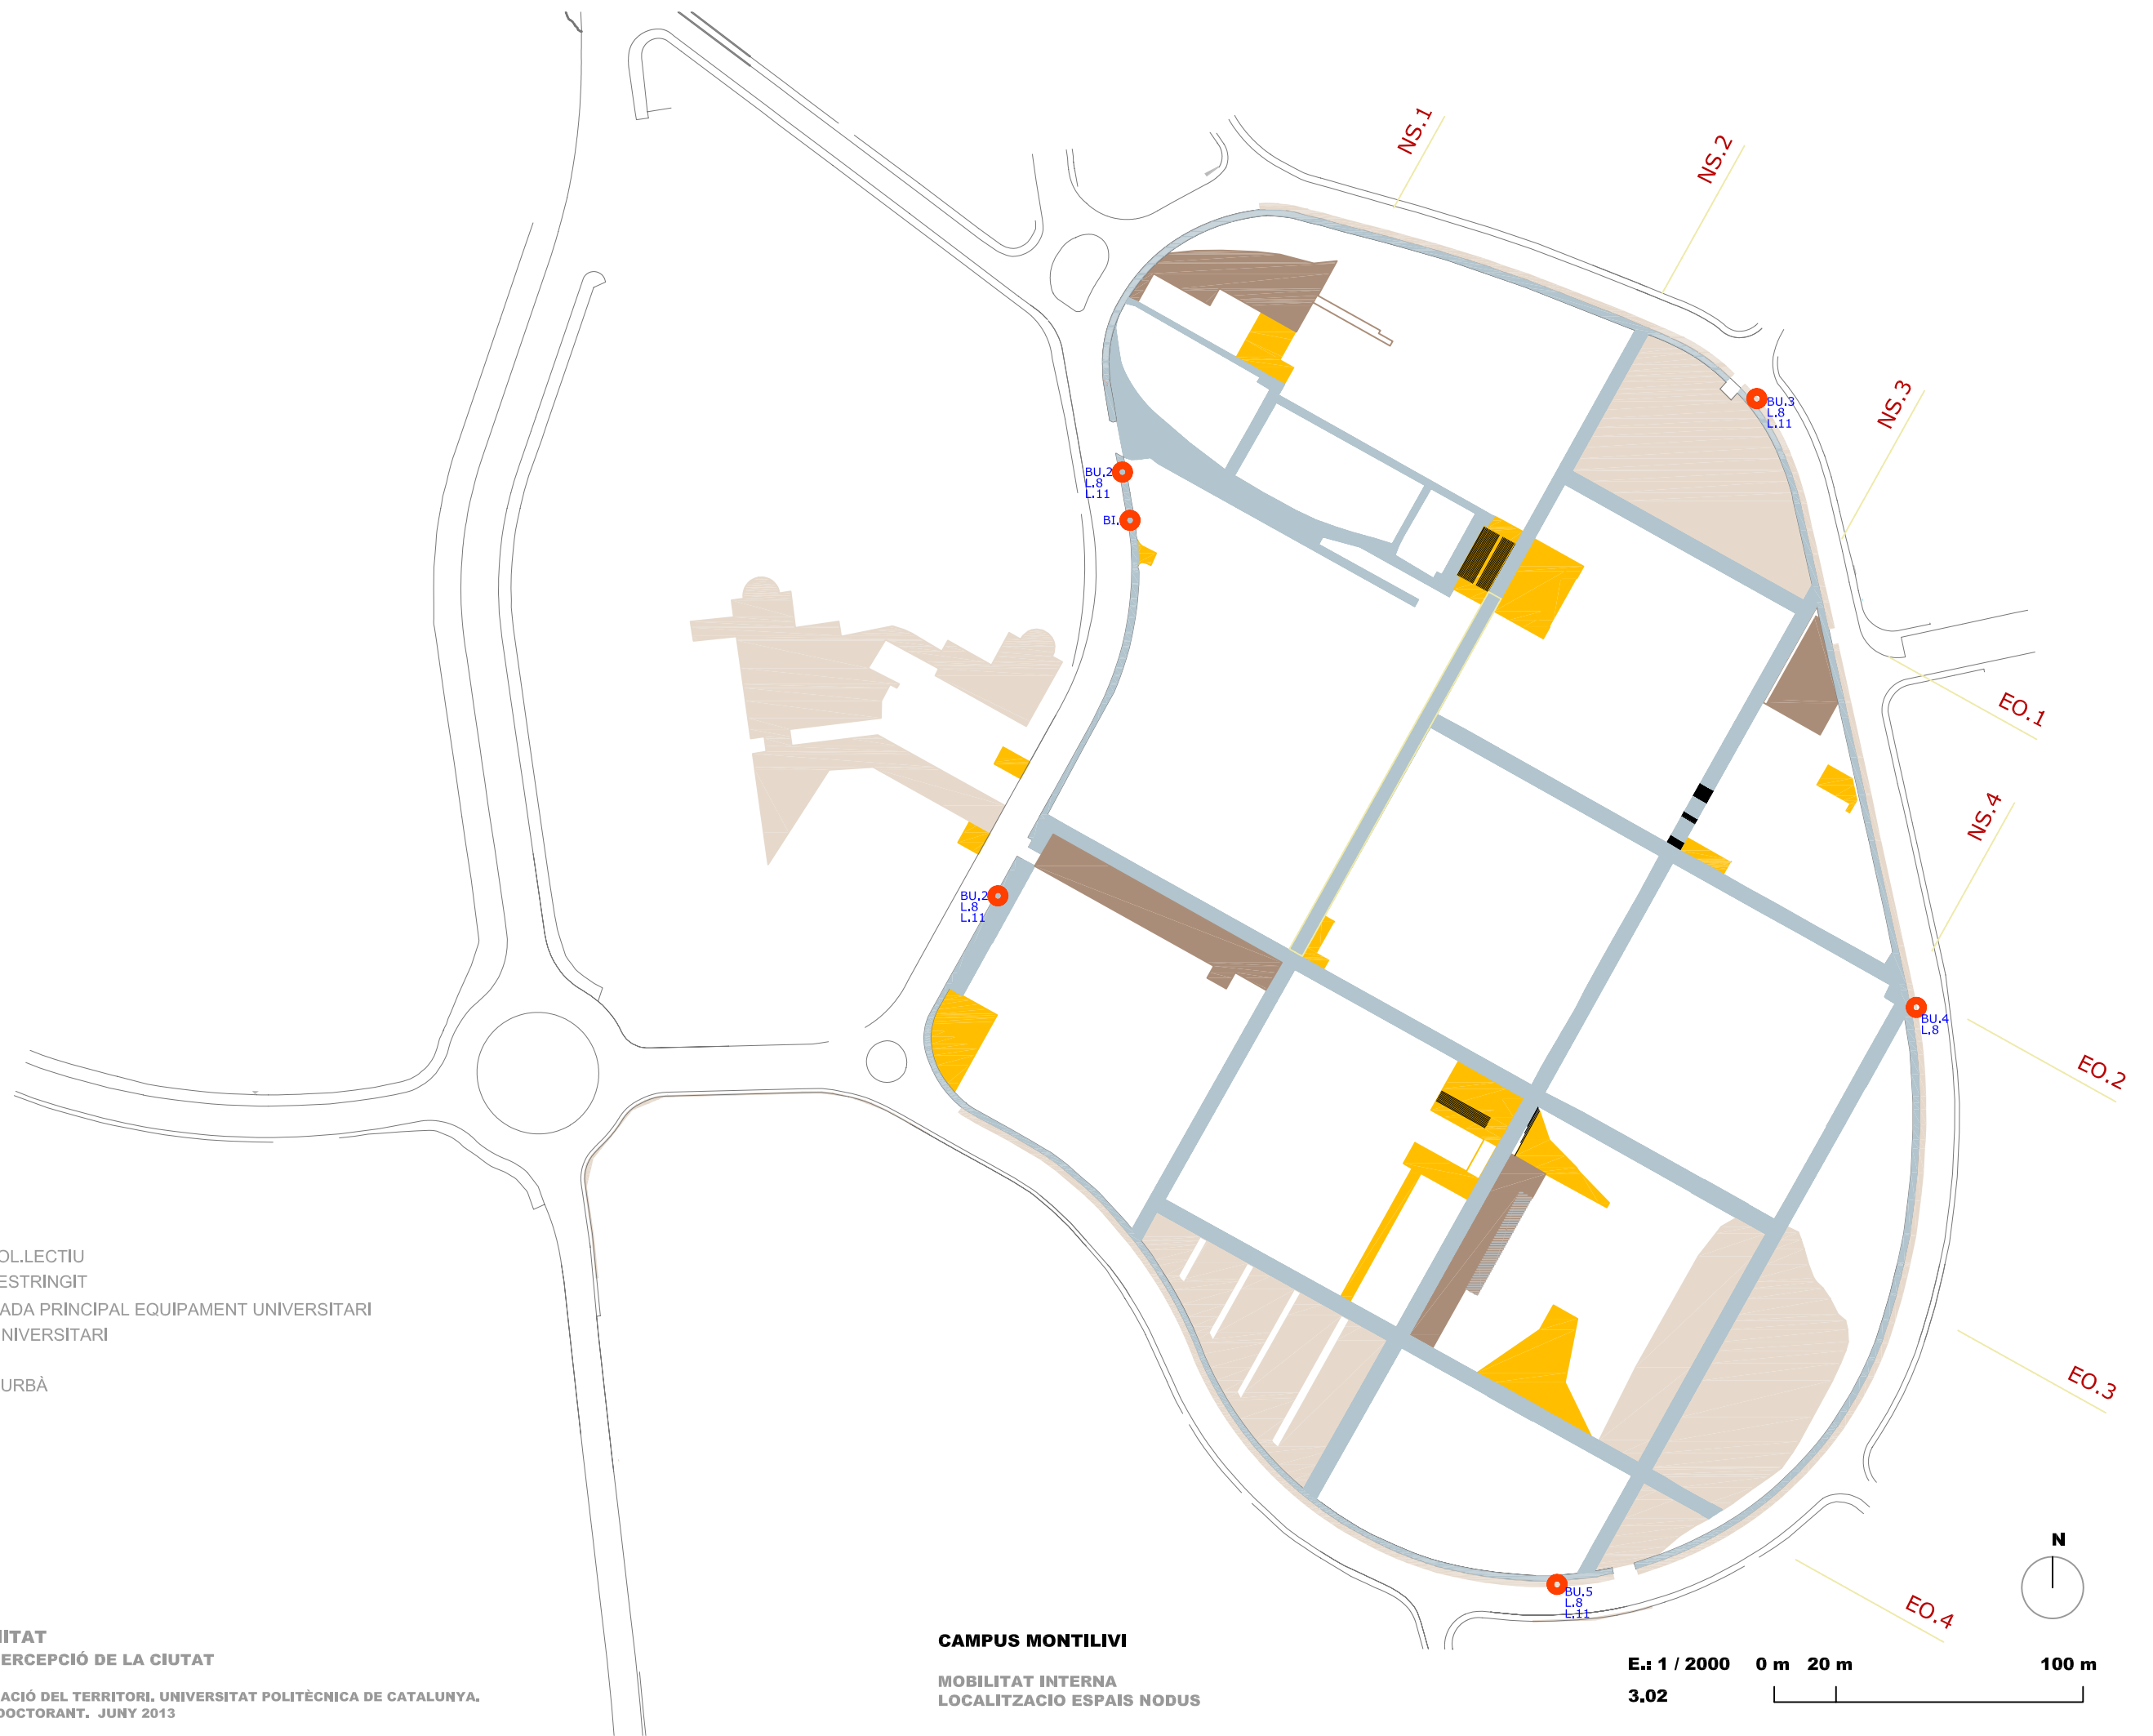 NS.1
NS.2
NS.3
BU.3
L.8
L.11
BU.2
L.8
L.11
BI.
EO.1
NS.4
BU.2
L.8
L.11
BU.4
L.8
EO.2
OL.LECTIU
ESTRINGIT
ADA PRINCIPAL EQUIPAMENT UNIVERSITARI
NIVERSITARI
URBÀ
EO.3
N
BU.5
L.8
L.11
EO.4
ITAT
ERCEPCIÓ DE LA CIUTAT
ACIÓ DEL TERRITORI. UNIVERSITAT POLITÈCNICA DE CATALUNYA.
DOCTORANT. JUNY 2013
CAMPUS MONTILIVI
MOBILITAT INTERNA
LOCALITZACIO ESPAIS NODUS
E.: 1 / 2000 0 m 20 m 100 m
3.02